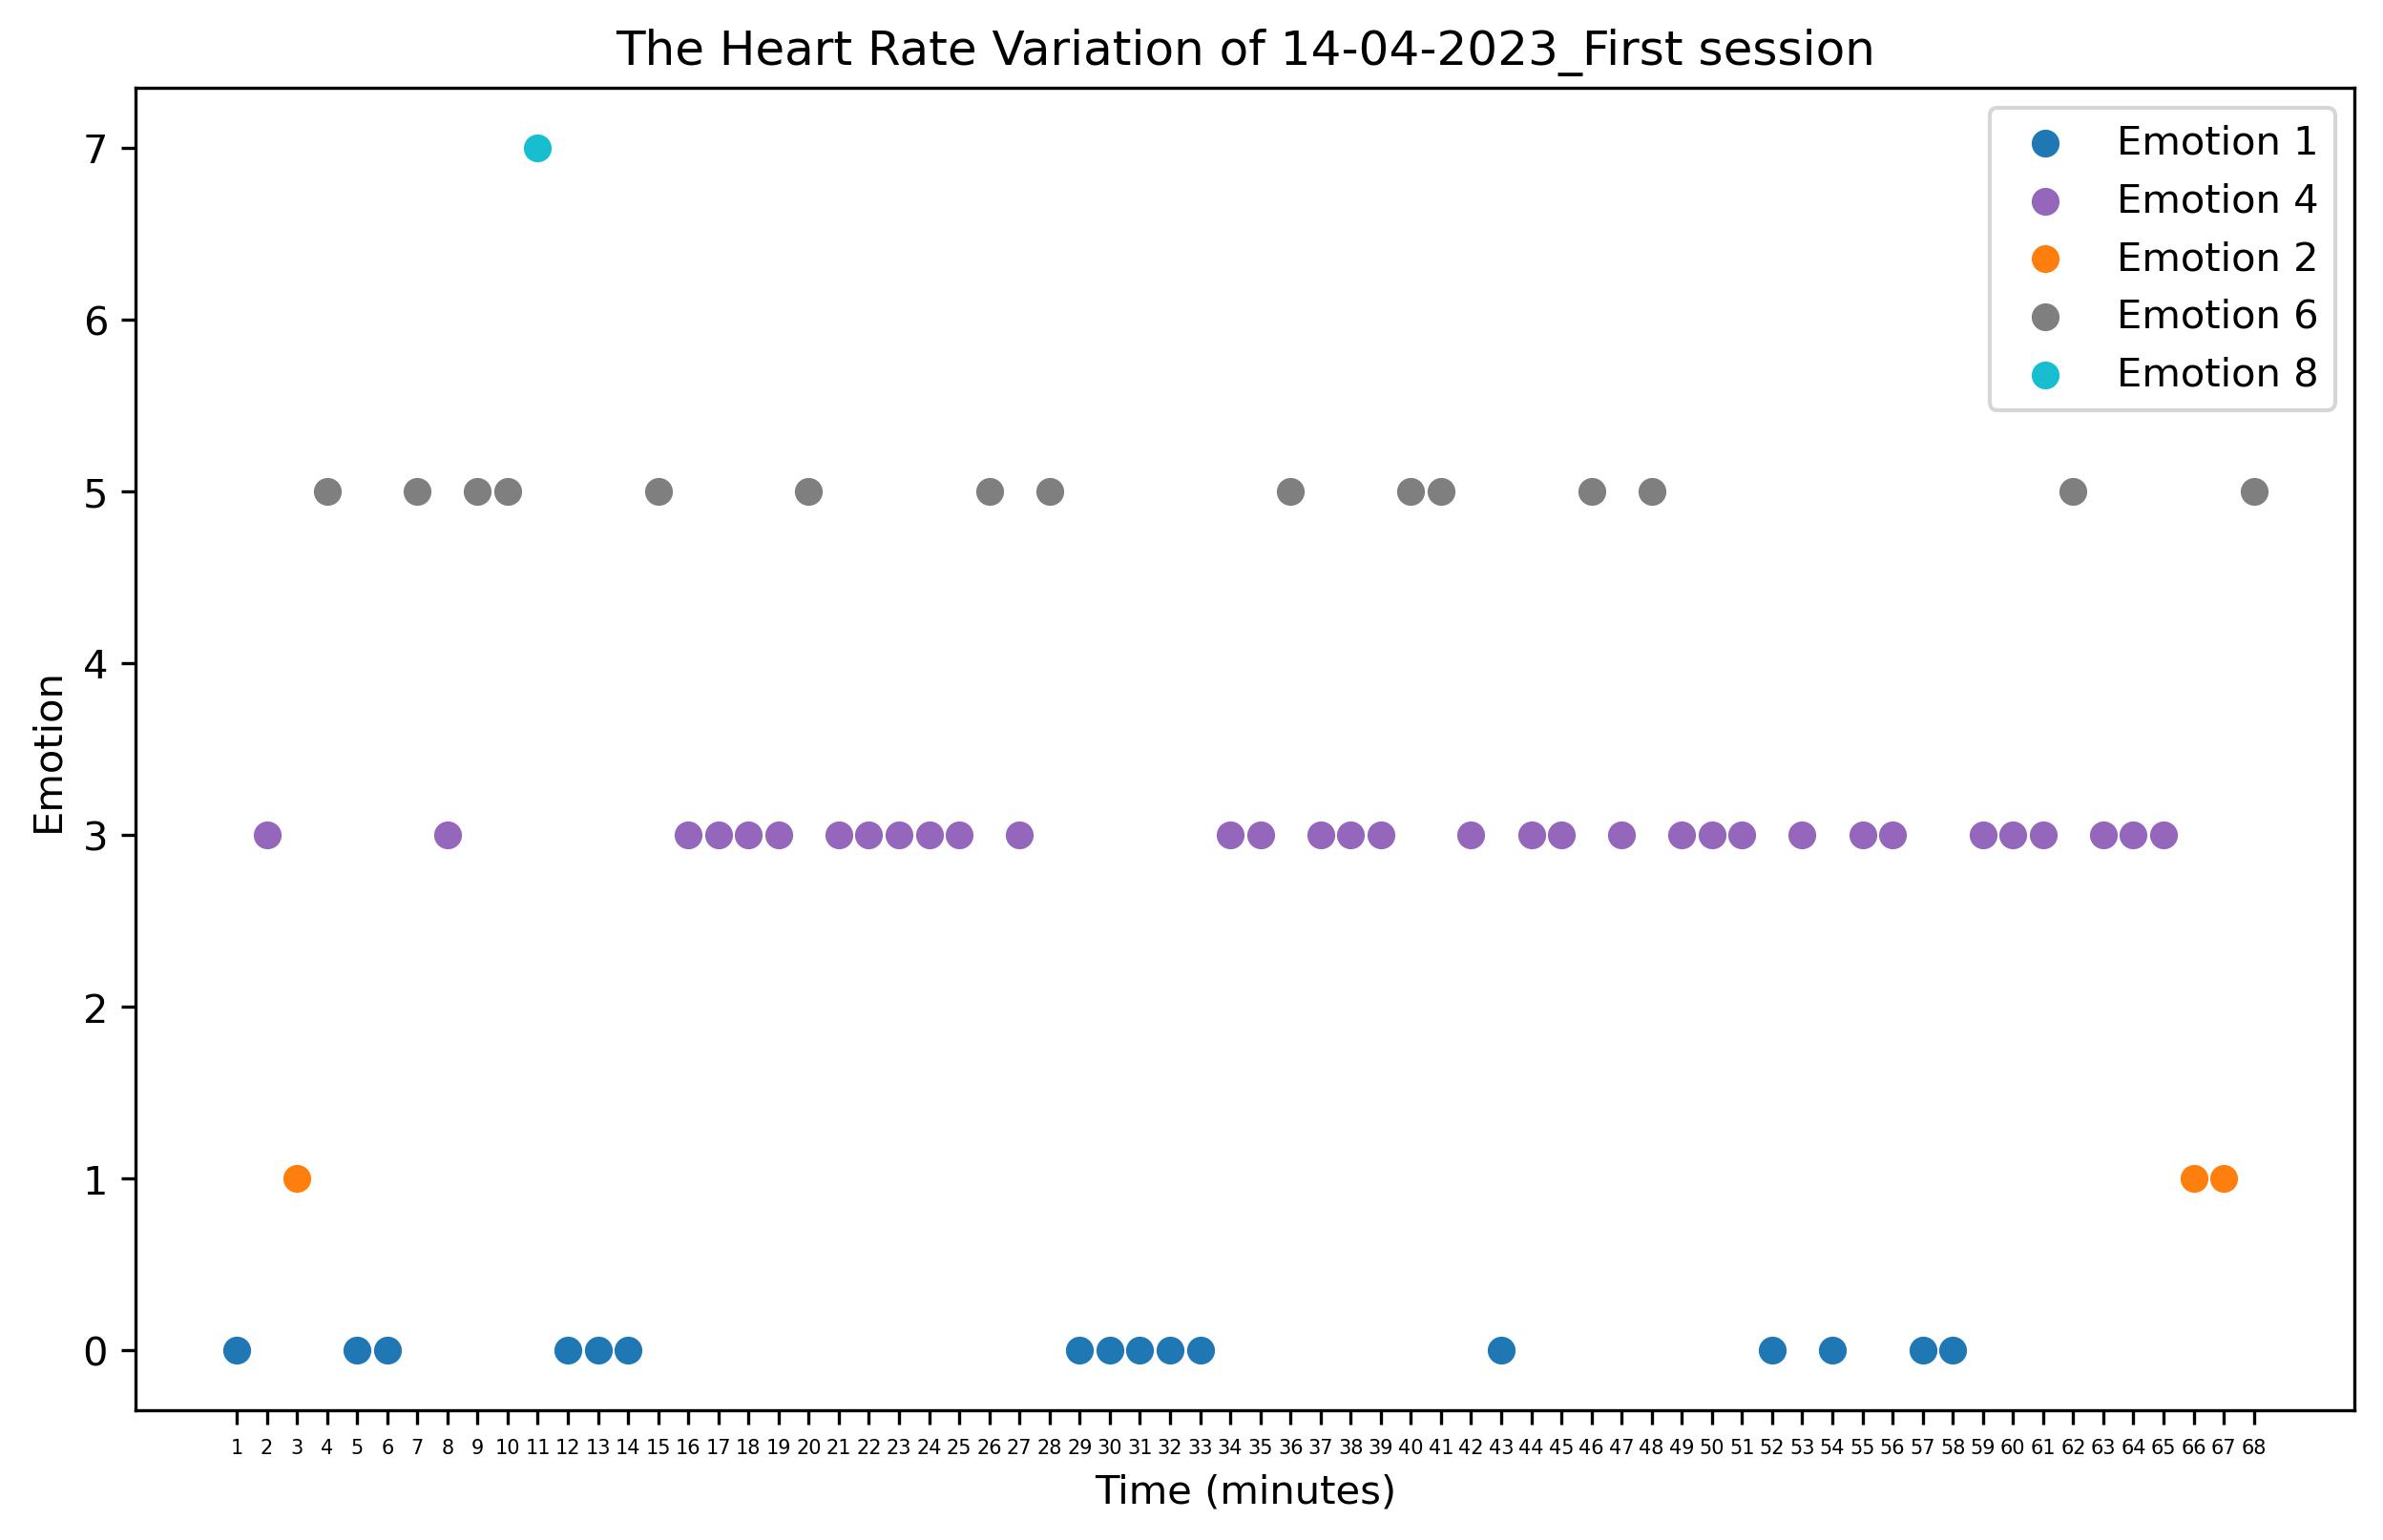 The Heart Rate Variation of 14-04-2023_First session
Emotion 1
Emotion 4
Emotion 2
Emotion 6
Emotion 8
7
6
5
4
3
2
1
0
Emotion
1 2 3 4 5 6 7 8 9 10 11 12 13 14 15 16 17 18 19 20 21 22 23 24 25 26 27 28 29 30 31 32 33 34 35 36 37 38 39 40 41 42 43 44 45 46 47 48 49 50 51 52 53 54 55 56 57 58 59 60 61 62 63 64 65 66 67 68
Time (minutes)